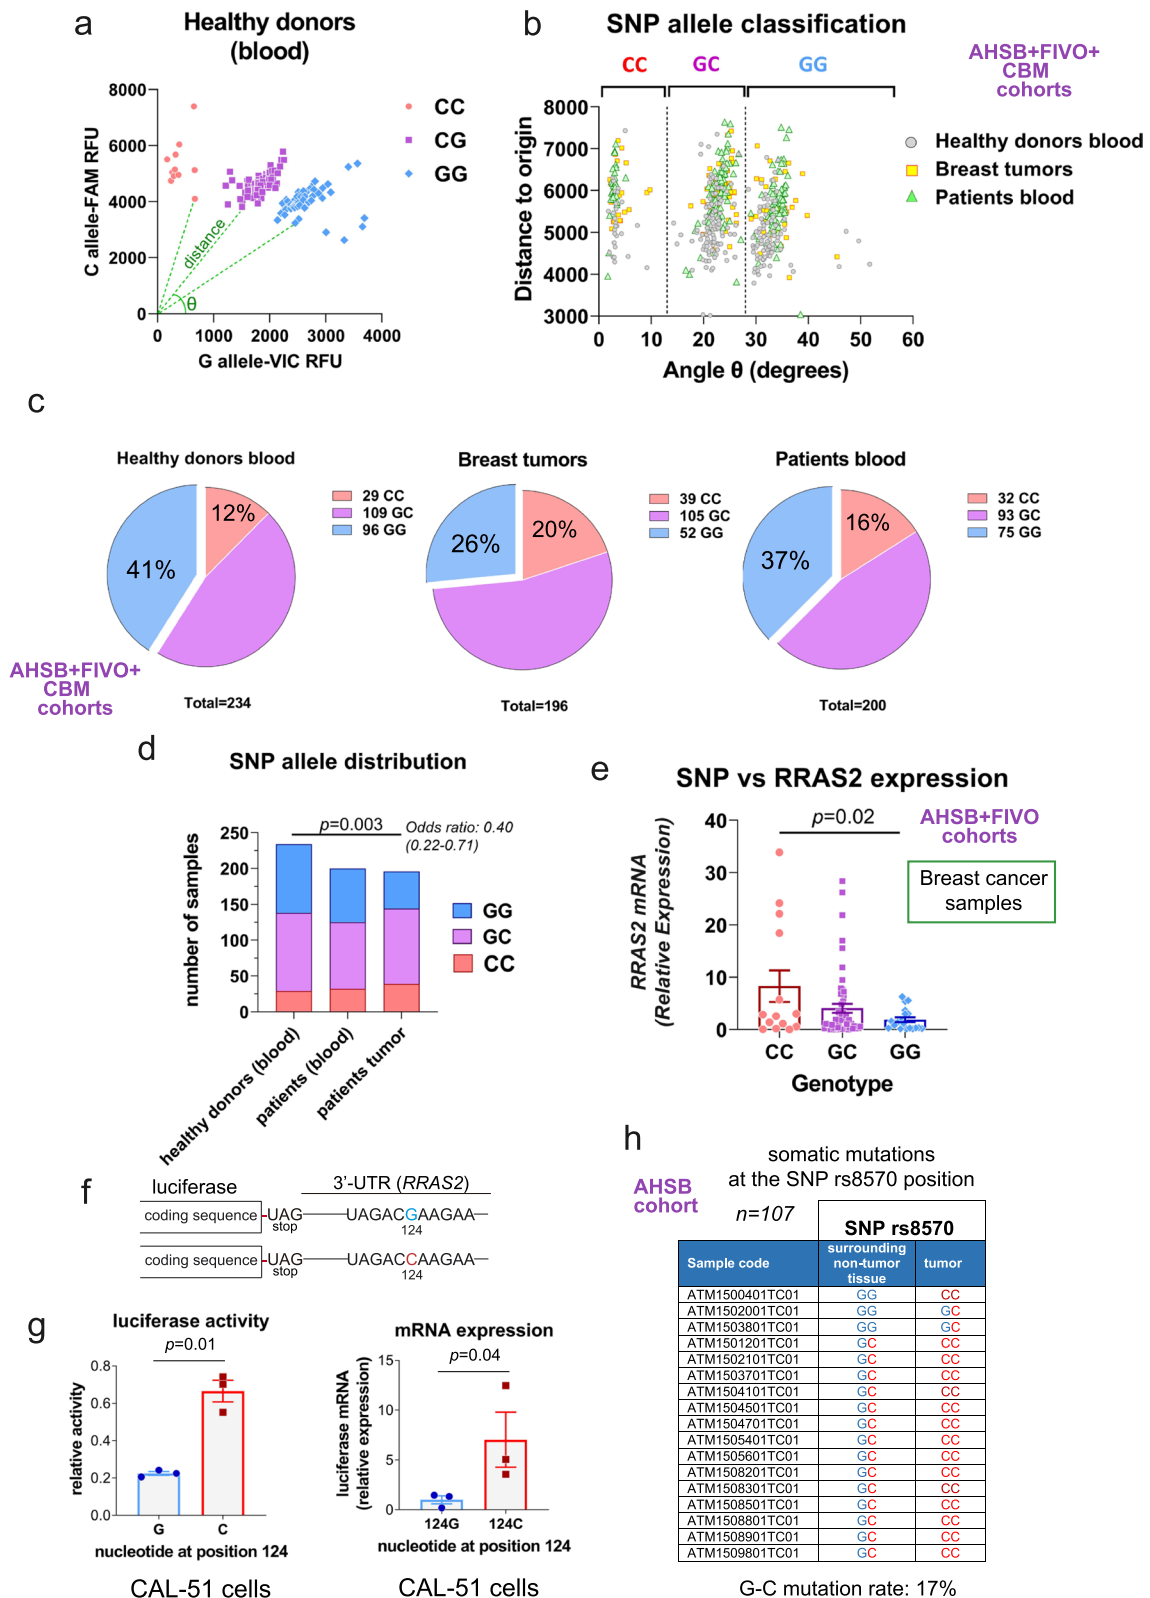 a
Healthy donors
(blood)
8000
6000
4000
2000
0
C allele-FAM RFU
distance
θ
0
1000
2000
3000
4000
G allele-VIC RFU
CC
CG
GG
b
SNP allele classification
CC
GC
GG
AHSB+FIVO+
CBM
cohorts
8000
7000
6000
5000
4000
3000
Distance to origin
0
10
20
30
40
50
60
Angle θ (degrees)
Healthy donors blood
Breast tumors
Patients blood
c
Healthy donors blood
12%
41%
29 CC
109 GC
96 GG
Total=234
AHSB+FIVO+
CBM
cohorts
Breast tumors
20%
26%
39 CC
105 GC
52 GG
Total=196
Patients blood
16%
37%
32 CC
93 GC
75 GG
Total=200
d
SNP allele distribution
p=0.003
Odds ratio: 0.40
(0.22-0.71)
250
200
150
100
50
0
number of samples
GG
GC
CC
healthy donors (blood)
patients (blood)
patients tumor
e
SNP vs RRAS2 expression
p=0.02
AHSB+FIVO
cohorts
Breast cancer
samples
40
30
20
10
0
RRAS2 mRNA
(Relative Expression)
CC
GC
GG
Genotype
f
luciferase
3'-UTR (RRAS2)
coding sequence
UAG
stop
UAGACGAAGAA
124
coding sequence
UAG
stop
UAGACCAAGAA
124
g
luciferase activity
p=0.01
0.8
0.6
0.4
0.2
0.0
relative activity
G
C
nucleotide at position 124
CAL-51 cells
mRNA expression
p=0.04
15
10
5
0
luciferase mRNA
(relative expression)
124G
124C
nucleotide at position 124
CAL-51 cells
h
somatic mutations
at the SNP rs8570 position
AHSB
cohort
n=107
SNP rs8570
Sample code
surrounding
non-tumor
tissue
tumor
ATM1500401TC01 GG CC
ATM1502001TC01 GG GC
ATM1503801TC01 GG GC
ATM1501201TC01 GC CC
ATM1502101TC01 GC CC
ATM1503701TC01 GC CC
ATM1504101TC01 GC CC
ATM1504501TC01 GC CC
ATM1504701TC01 GC CC
ATM1505401TC01 GC CC
ATM1505601TC01 GC CC
ATM1508201TC01 GC CC
ATM1508301TC01 GC CC
ATM1508501TC01 GC CC
ATM1508801TC01 GC CC
ATM1508901TC01 GC CC
ATM1509801TC01 GC CC
G-C mutation rate: 17%